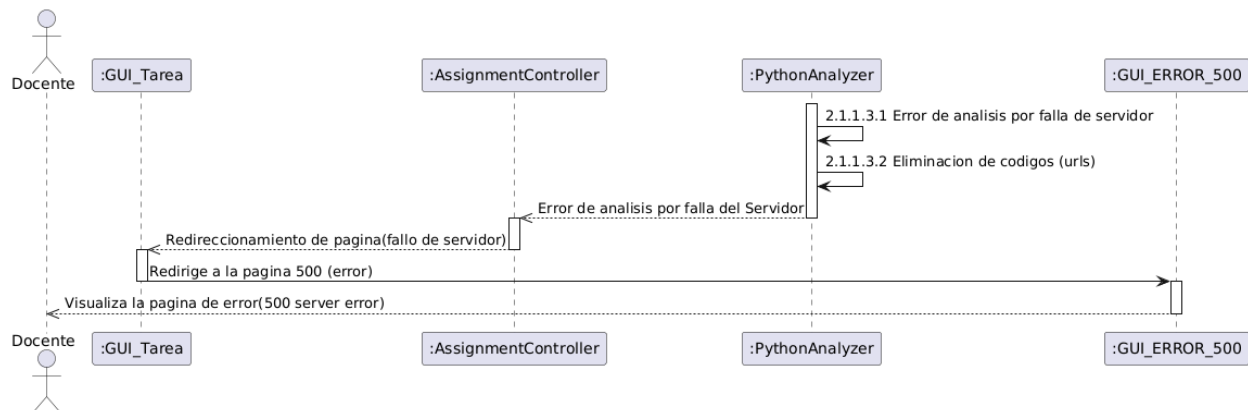 Docente
:GUI_Tarea
:AssignmentController
:PythonAnalyzer
:GUI_ERROR_500
2.1.1.3.1 Error de analisis por falla de servidor
2.1.1.3.2 Eliminacion de codigos (urls)
Error de analisis por falla del Servidor
Redireccionamiento de pagina(fallo de servidor)
Redirige a la pagina 500 (error)
Visualiza la pagina de error(500 server error)
Docente
:GUI_Tarea
:AssignmentController
:PythonAnalyzer
:GUI_ERROR_500